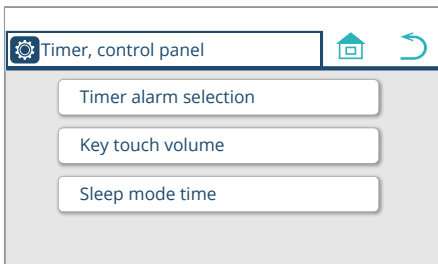 Timer, control panel
Timer alarm selection
Key touch volume
Sleep mode time